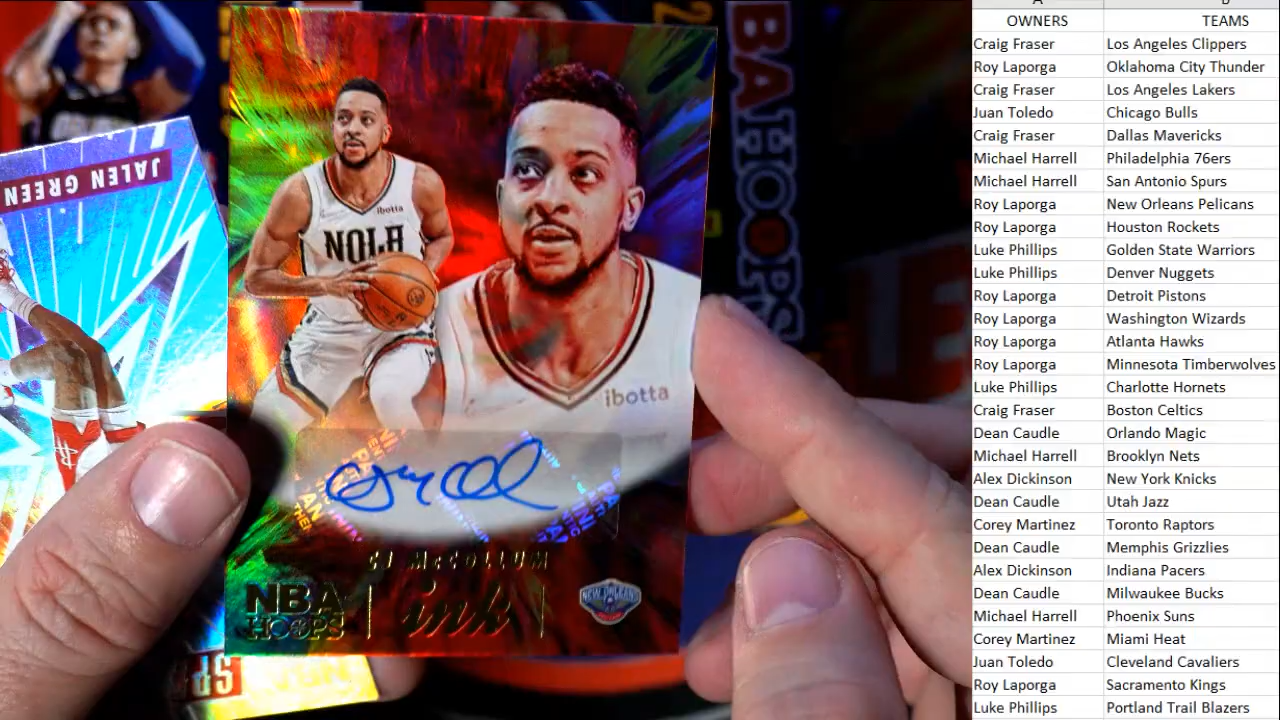 JALEN GREEN
BAHOOPS
ibotta
NOLA
ibotta
CJ McCOLLUM
NBA HOOPS
ink
NEW ORLEANS
SP
OWNERS TEAMS
Craig Fraser Los Angeles Clippers
Roy Laporga Oklahoma City Thunder
Craig Fraser Los Angeles Lakers
Juan Toledo Chicago Bulls
Craig Fraser Dallas Mavericks
Michael Harrell Philadelphia 76ers
Michael Harrell San Antonio Spurs
Roy Laporga New Orleans Pelicans
Roy Laporga Houston Rockets
Luke Phillips Golden State Warriors
Luke Phillips Denver Nuggets
Roy Laporga Detroit Pistons
Roy Laporga Washington Wizards
Roy Laporga Atlanta Hawks
Roy Laporga Minnesota Timberwolves
Luke Phillips Charlotte Hornets
Craig Fraser Boston Celtics
Dean Caudle Orlando Magic
Michael Harrell Brooklyn Nets
Alex Dickinson New York Knicks
Dean Caudle Utah Jazz
Corey Martinez Toronto Raptors
Dean Caudle Memphis Grizzlies
Alex Dickinson Indiana Pacers
Dean Caudle Milwaukee Bucks
Michael Harrell Phoenix Suns
Corey Martinez Miami Heat
Juan Toledo Cleveland Cavaliers
Roy Laporga Sacramento Kings
Luke Phillips Portland Trail Blazers